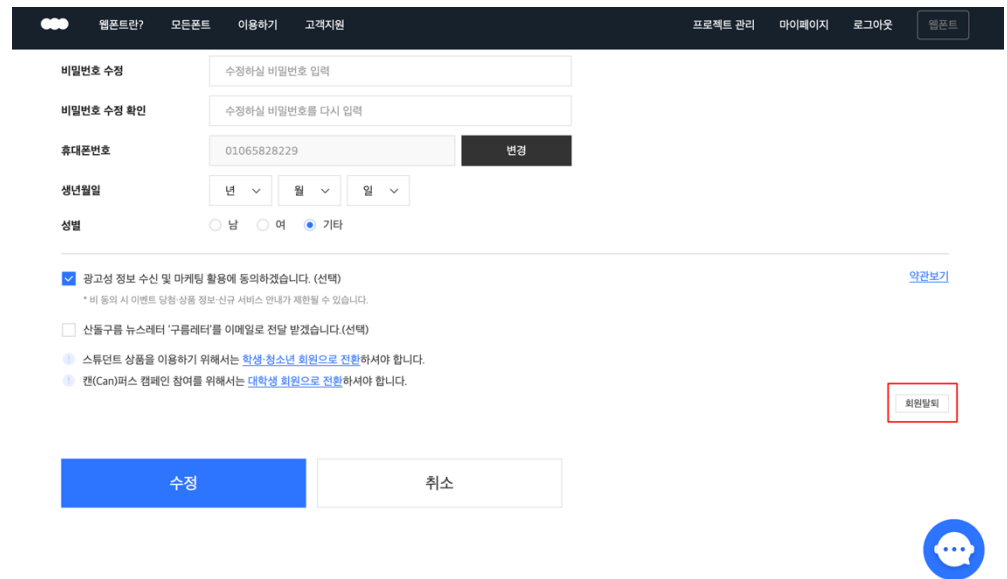 웹폰트란? 모든폰트 이용하기 고객지원 프로젝트 관리 마이페이지 로그아웃 웹폰트
비밀번호 수정 수정하실 비밀번호 입력
비밀번호 수정 확인 수정하실 비밀번호를 다시 입력
휴대폰번호 01065828229 변경
생년월일 년 월 일
성별 남 여 기타
광고성 정보 수신 및 마케팅 활용에 동의하겠습니다. (선택) 약관보기
* 비 동의 시 이벤트 당첨·상품 정보·신규 서비스 안내가 제한될 수 있습니다.
산돌구름 뉴스레터 '구름레터'를 이메일로 전달 받겠습니다.(선택)
! 스튜던트 상품을 이용하기 위해서는 학생·청소년 회원으로 전환하셔야 합니다.
! 캔(Can)퍼스 캠페인 참여를 위해서는 대학생 회원으로 전환하셔야 합니다.
회원탈퇴
수정 취소